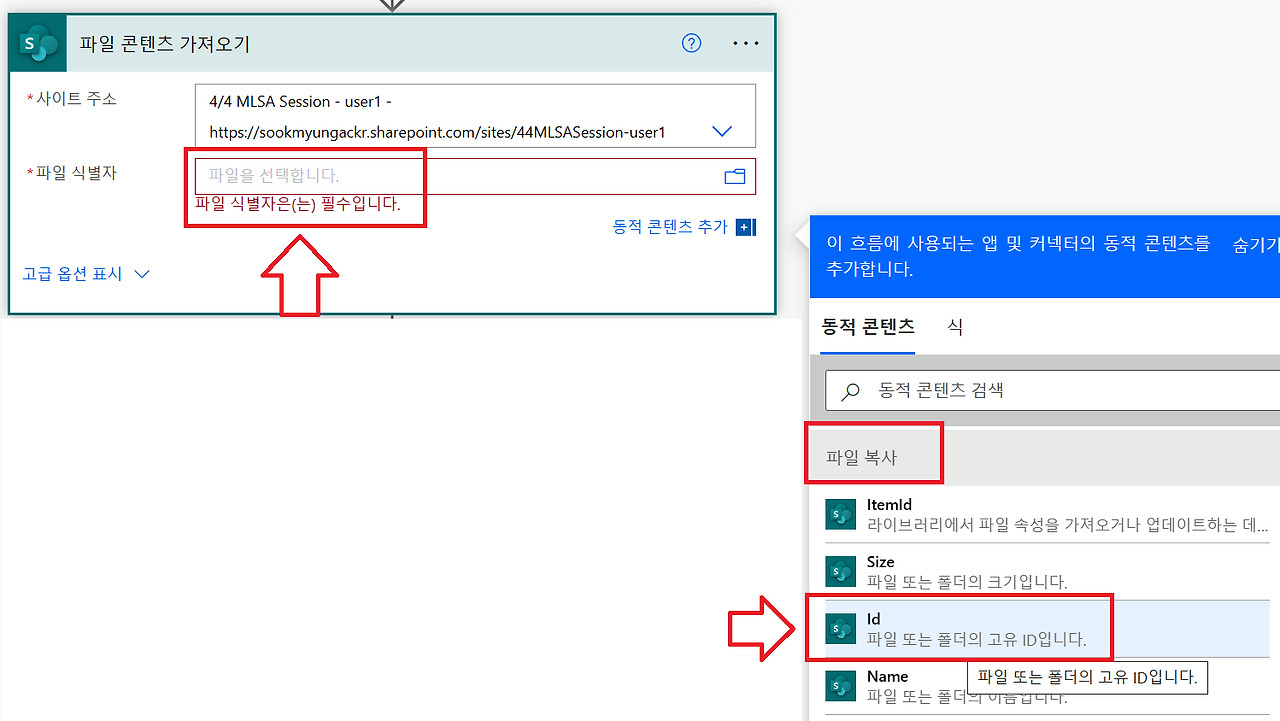 파일 콘텐츠 가져오기
*사이트 주소
4/4 MLSA Session - user1 -
https://sookmyungackr.sharepoint.com/sites/44MLSASession-user1
*파일 식별자
파일을 선택합니다.
파일 식별자은(는) 필수입니다.
동적 콘텐츠 추가
고급 옵션 표시
이 흐름에 사용되는 앱 및 커넥터의 동적 콘텐츠를 숨기기
추가합니다.
동적 콘텐츠 식
동적 콘텐츠 검색
파일 복사
ItemId
라이브러리에서 파일 속성을 가져오거나 업데이트하는 데...
Size
파일 또는 폴더의 크기입니다.
Id
파일 또는 폴더의 고유 ID입니다.
Name
파일 또는 폴더의 고유 ID입니다.
파일 또는 폴더의 이름입니다.